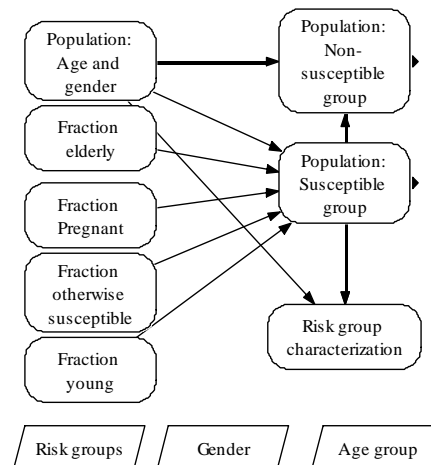 Population:
Age and
gender
Population:
Non-
susceptible
group
Fraction
elderly
Population:
Susceptible
group
Fraction
Pregnant
Fraction
otherwise
susceptible
Risk group
characterization
Fraction
young
Risk groups
Gender
Age group